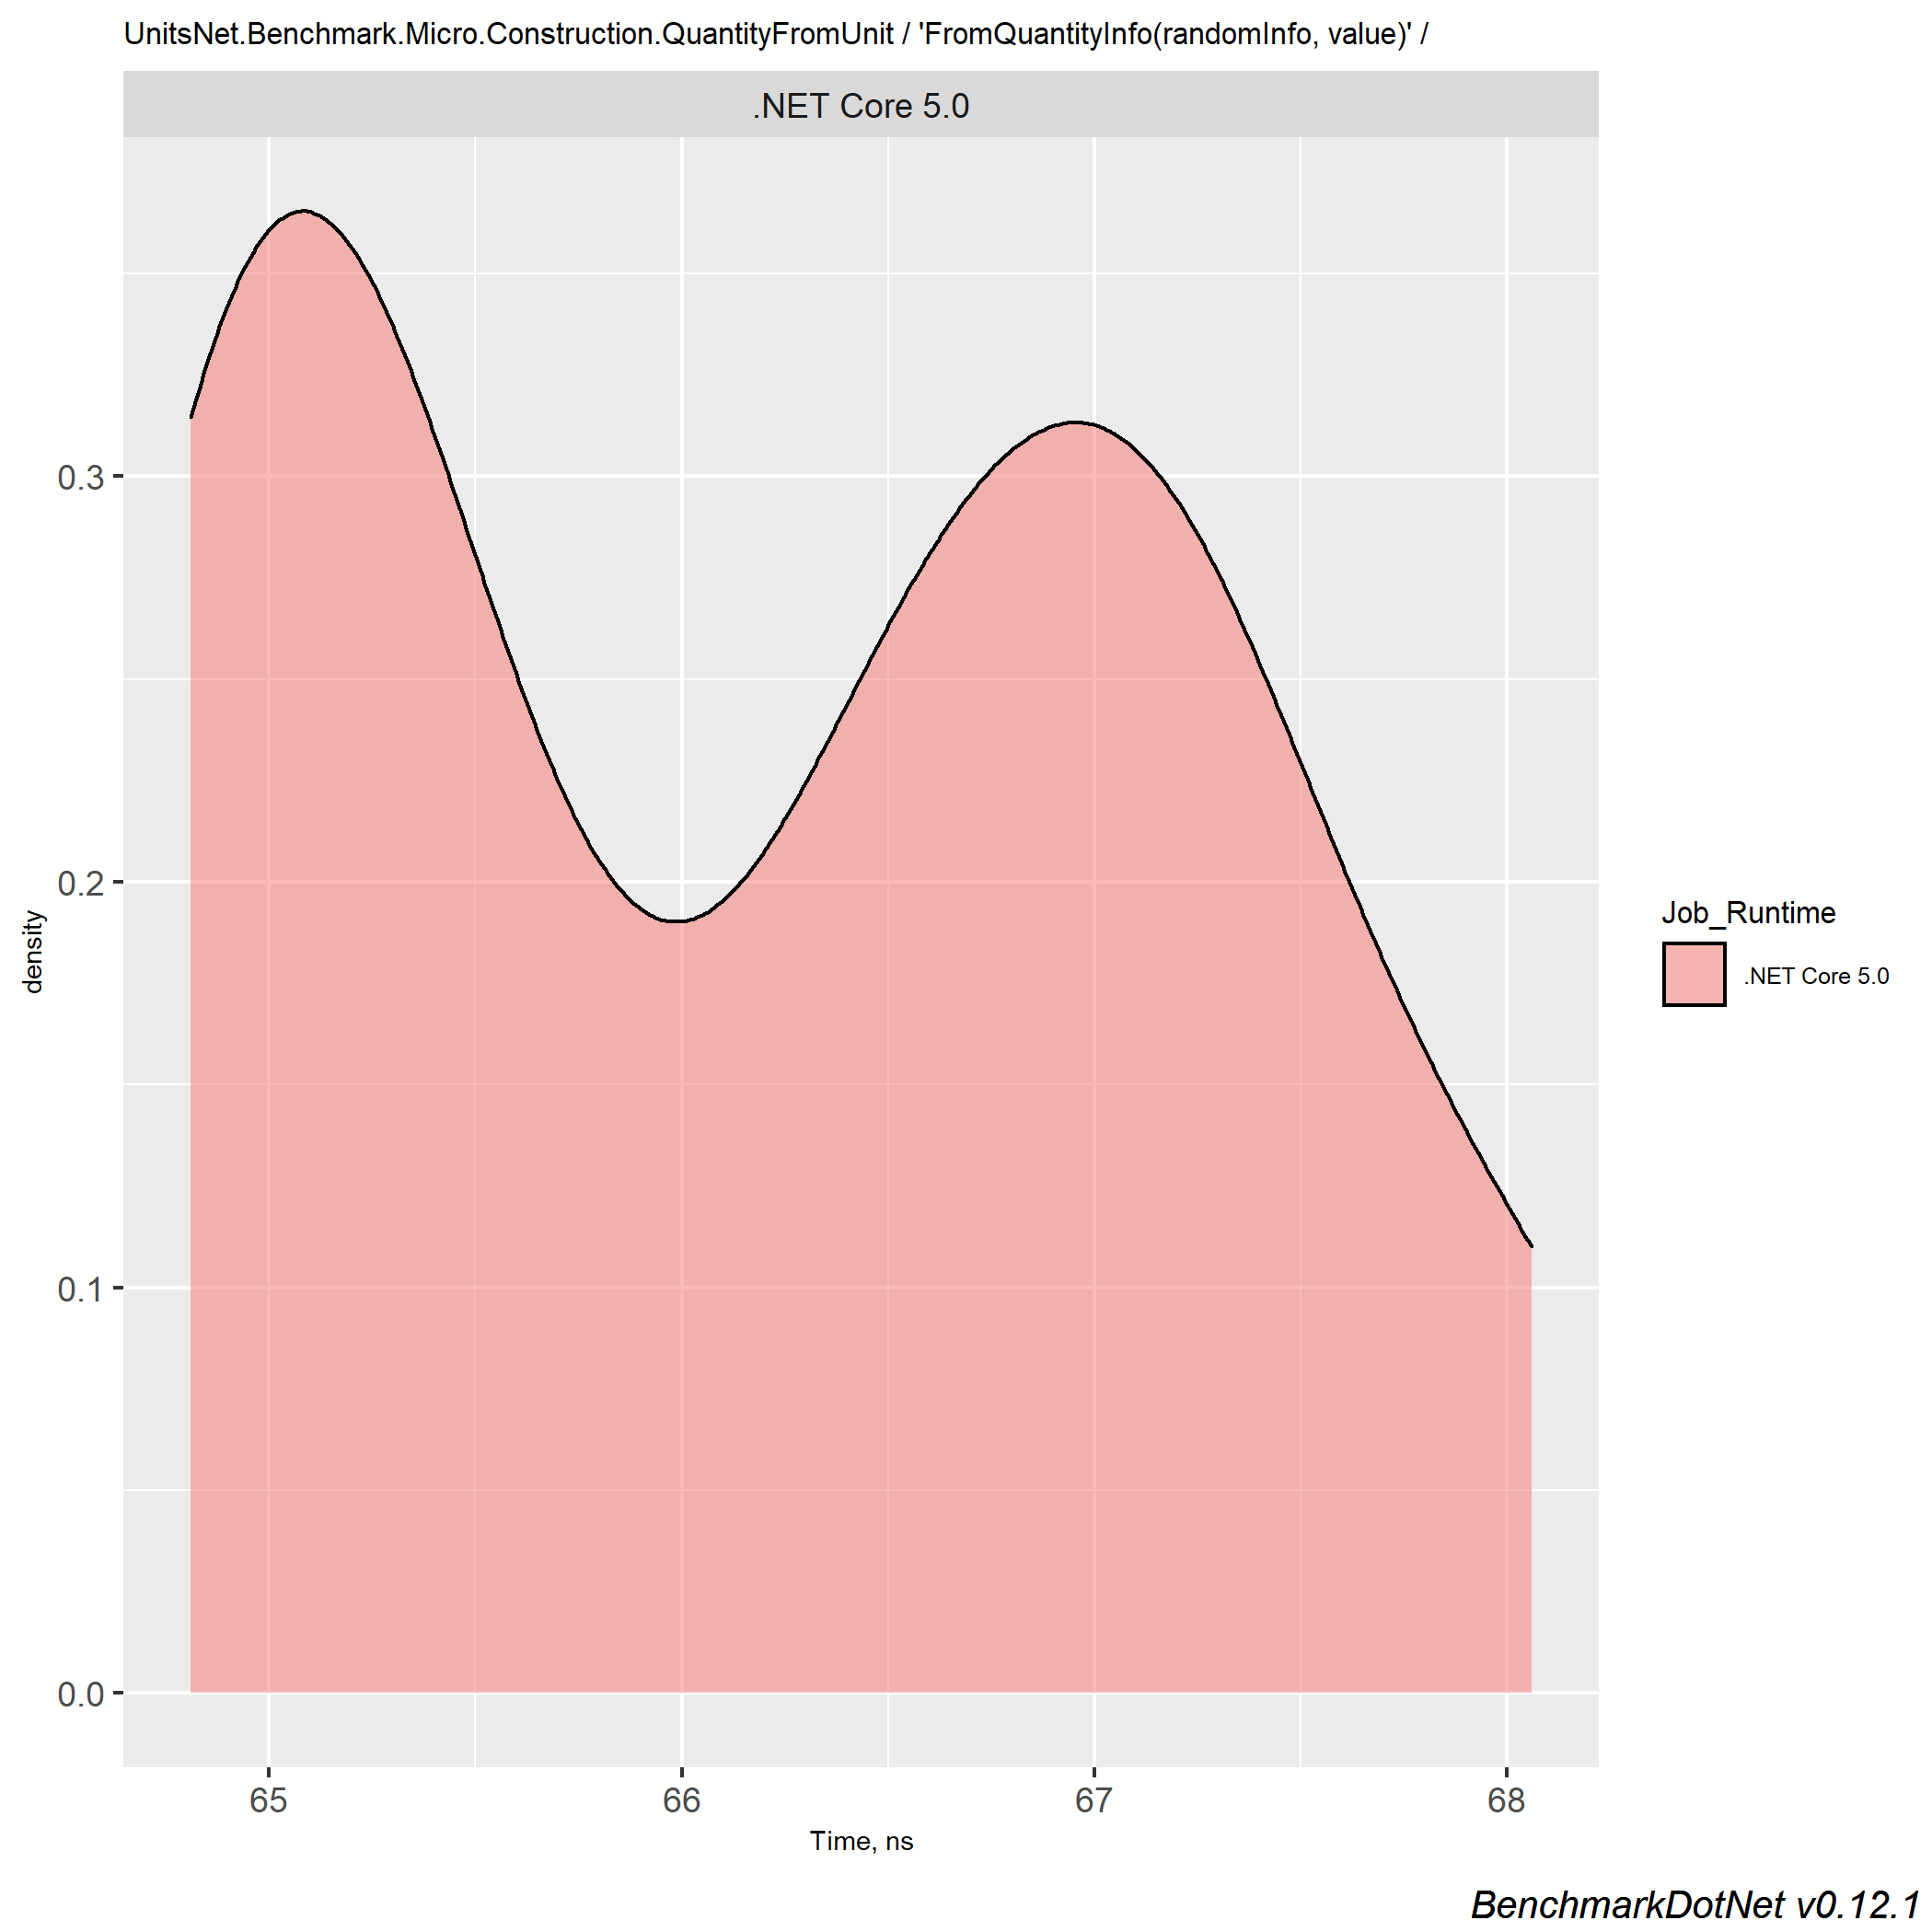 UnitsNet.Benchmark.Micro.Construction.QuantityFromUnit / 'FromQuantityInfo(randomInfo, value)' /
.NET Core 5.0
0.3
0.2
0.1
0.0
density
65 66 67 68
Time, ns
Job_Runtime
.NET Core 5.0
BenchmarkDotNet v0.12.1